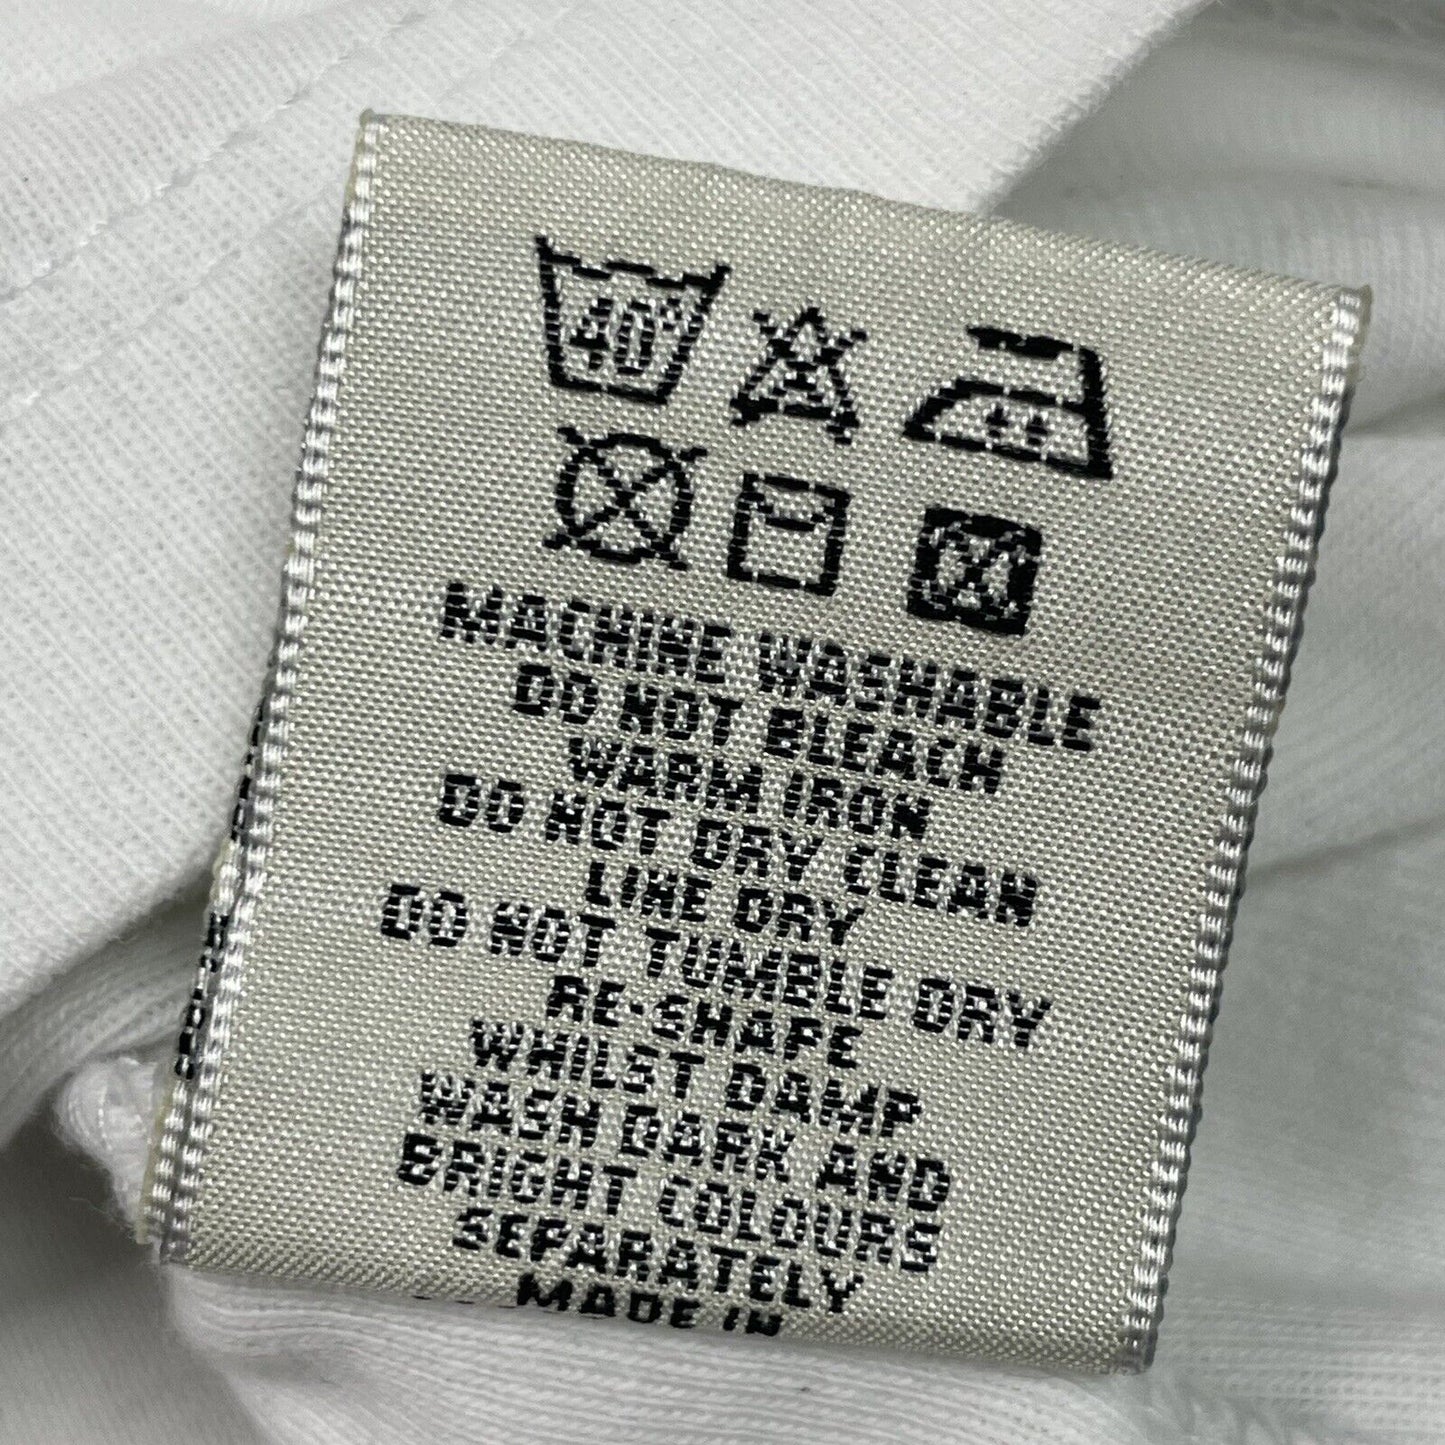 40°
MACHINE WASHABLE
DO NOT BLEACH
WARM IRON
DO NOT DRY CLEAN
LINE DRY
DO NOT TUMBLE DRY
RE-SHAPE
WHILST DAMP
WASH DARK AND
BRIGHT COLOURS
SEPARATELY
MADE IN